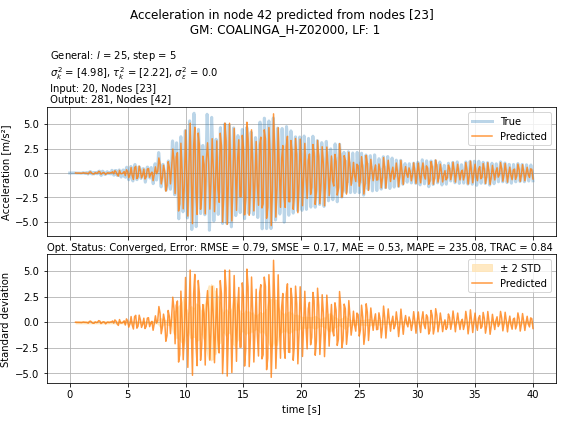 Acceleration in node 42 predicted from nodes [23]
GM: COALINGA_H-Z02000, LF: 1
General: l = 25, step = 5
σ²ₖ = [4.98], τ²ₖ = [2.22], σ²ε = 0.0
Input: 20, Nodes [23]
Output: 281, Nodes [42]
Acceleration [m/s²]
5.0
2.5
0.0
−2.5
−5.0
True
Predicted
Opt. Status: Converged, Error: RMSE = 0.79, SMSE = 0.17, MAE = 0.53, MAPE = 235.08, TRAC = 0.84
Standard deviation
5.0
2.5
0.0
−2.5
−5.0
± 2 STD
Predicted
0 5 10 15 20 25 30 35 40
time [s]